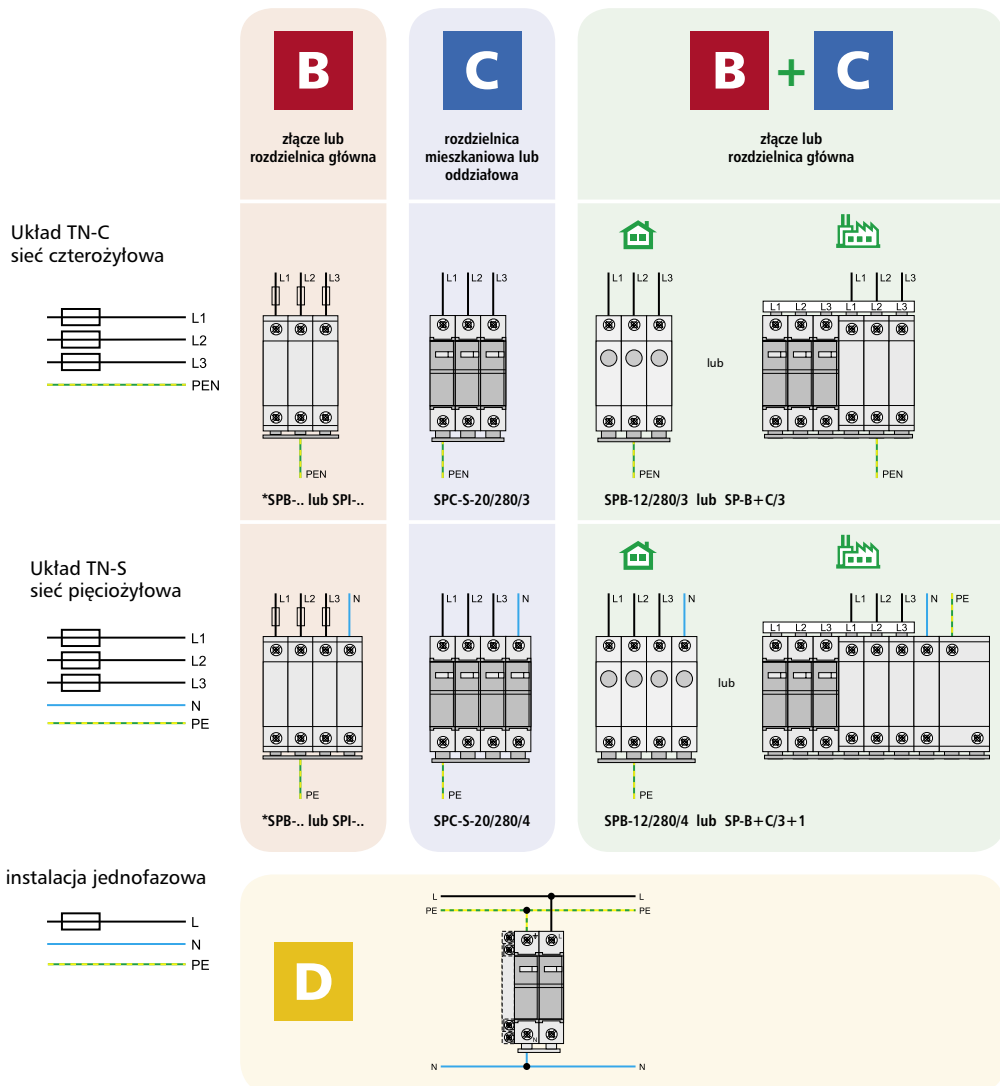 B
C
B + C
złącze lub
rozdzielnica główna
rozdzielnica
mieszkaniowa lub
oddziałowa
złącze lub
rozdzielnica główna
Układ TN-C
sieć czterożyłowa
L1
L2
L3
PEN
L1 L2 L3
PEN
*SPB-.. lub SPI-..
L1 L2 L3
PEN
SPC-S-20/280/3
L1 L2 L3
PEN
lub
L1 L2 L3
L1 L2 L3 L1 L2 L3
PEN
SPB-12/280/3 lub SP-B+C/3
Układ TN-S
sieć pięciożyłowa
L1
L2
L3
N
PE
L1 L2 L3 N
PE
*SPB-.. lub SPI-..
L1 L2 L3 N
PE
SPC-S-20/280/4
L1 L2 L3 N
PE
lub
L1 L2 L3 N PE
L1 L2 L3 L1 L2 L3
SPB-12/280/4 lub SP-B+C/3+1
instalacja jednofazowa
L
N
PE
D
L L
PE PE
L
N
N N